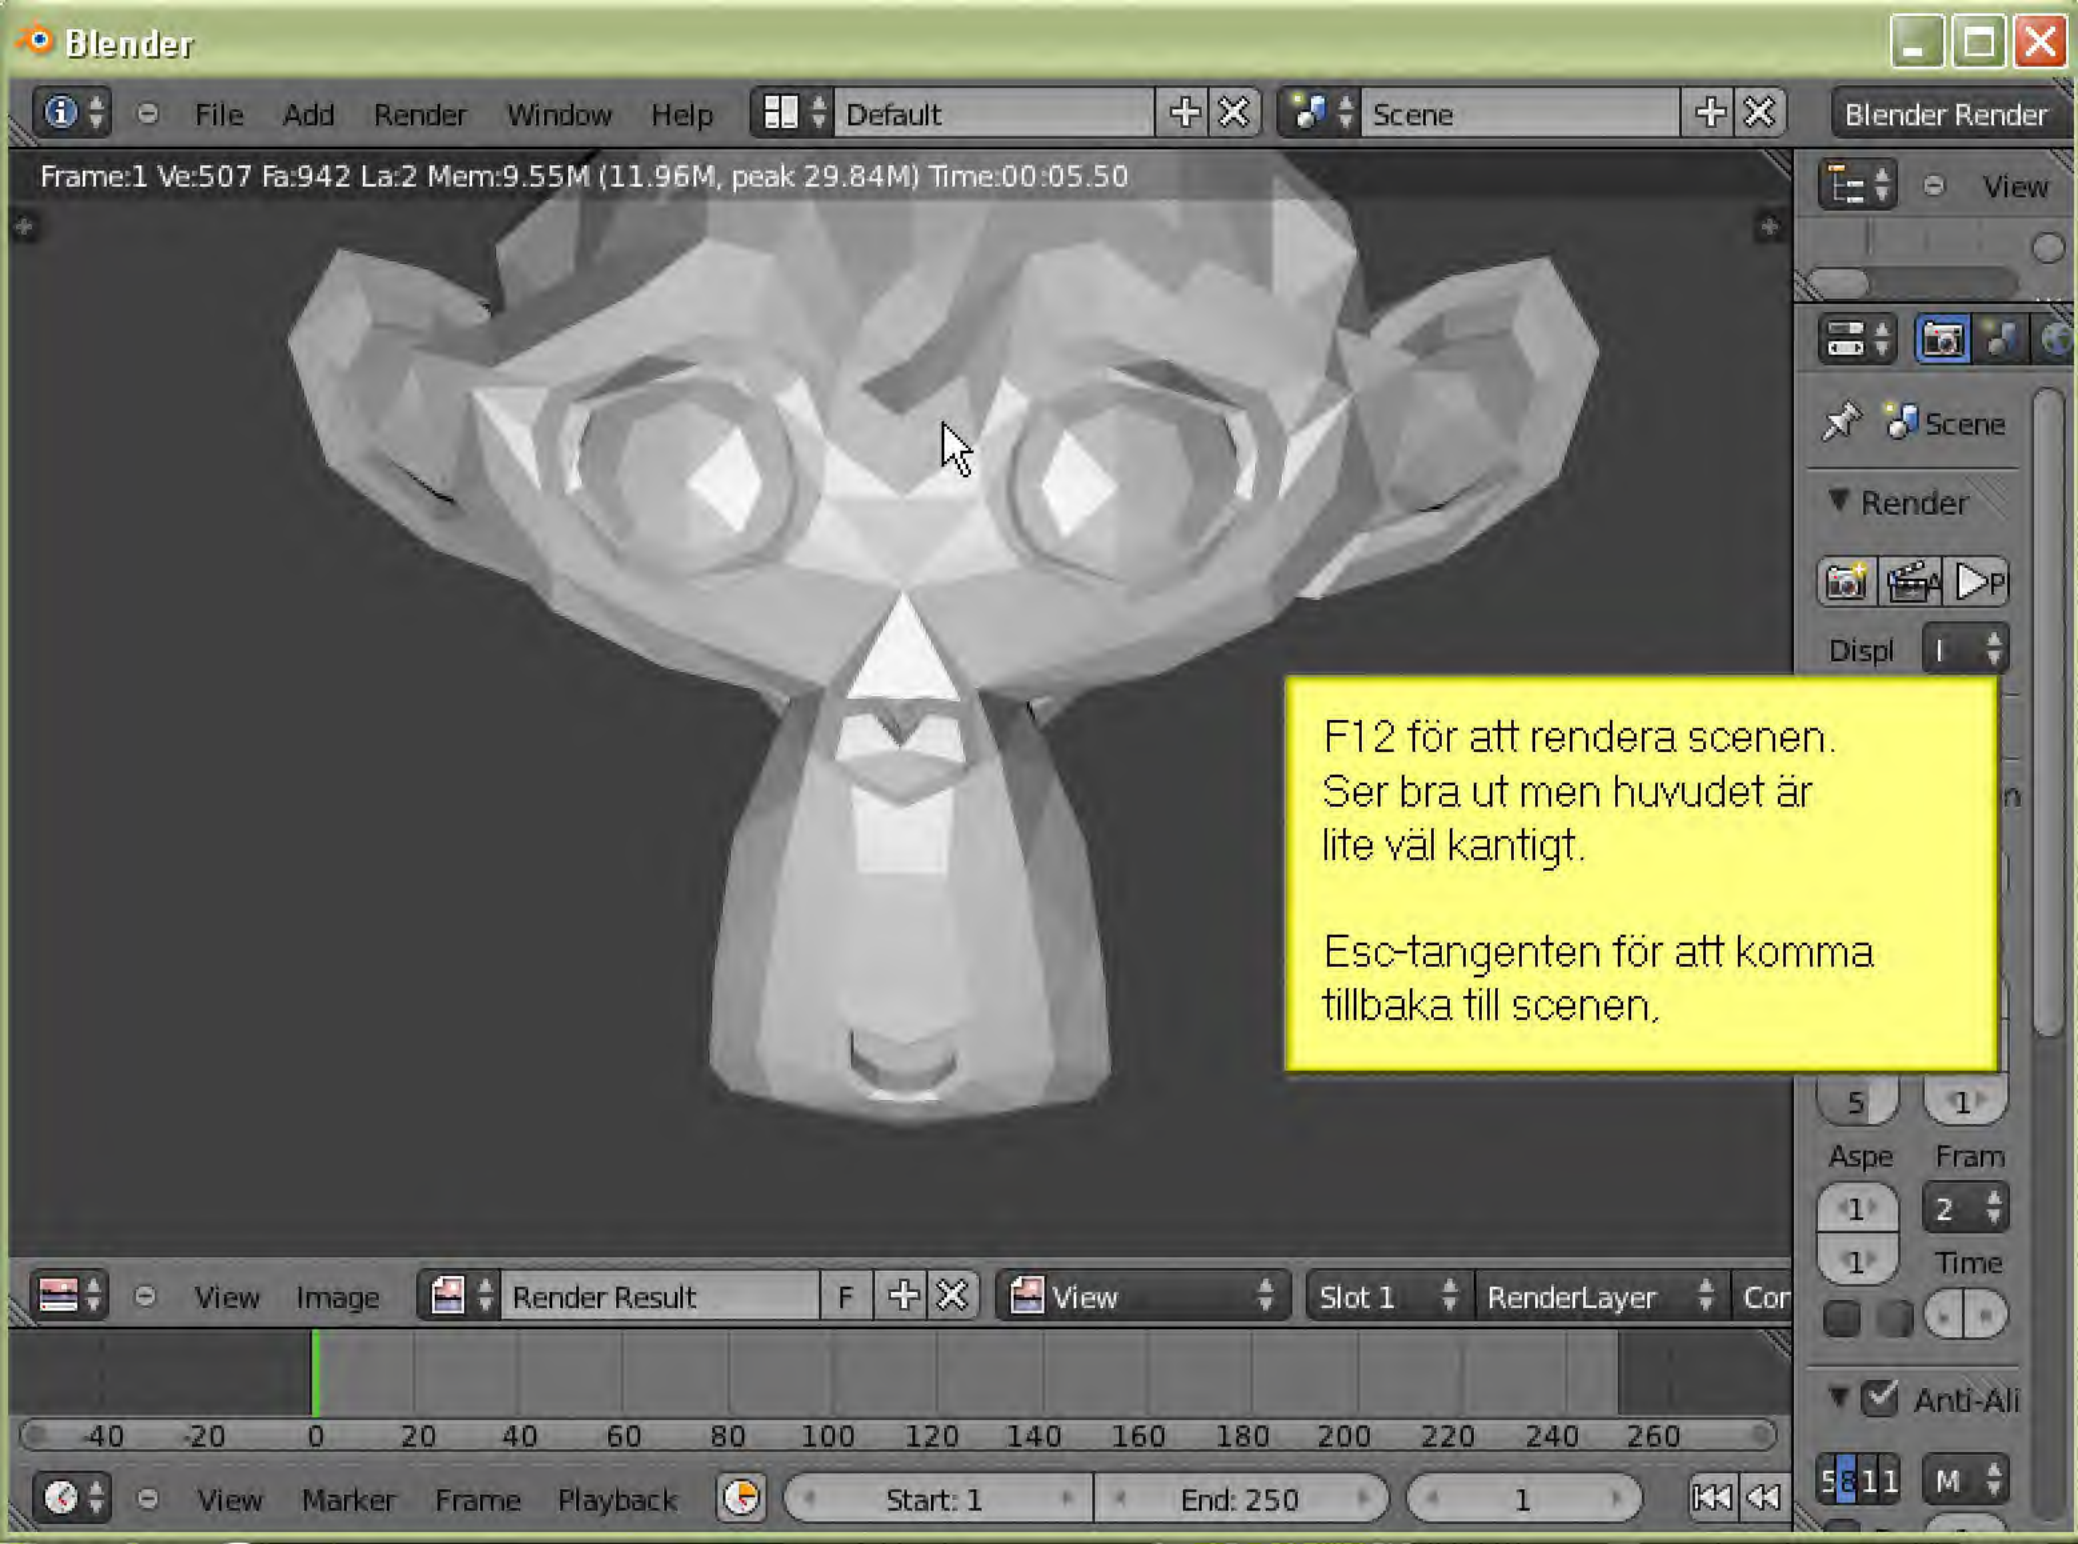 Blender
File Add Render Window Help Default Scene Blender Render
Frame:1 Ve:507 Fa:942 La:2 Mem:9.55M (11.96M, peak 29.84M) Time:00:05.50
View
Scene
Render
P
Displ I
F12 för att rendera scenen.
Ser bra ut men huvudet är
lite väl kantigt.
Esc-tangenten för att komma
tillbaka till scenen,
5 1
Aspe Fram
1 2
1 Time
View Image Render Result F View Slot 1 RenderLayer Cor
Anti-Ali
-40 -20 0 20 40 60 80 100 120 140 160 180 200 220 240 260
5 8 1 1 M
View Marker Frame Playback Start: 1 End: 250 1